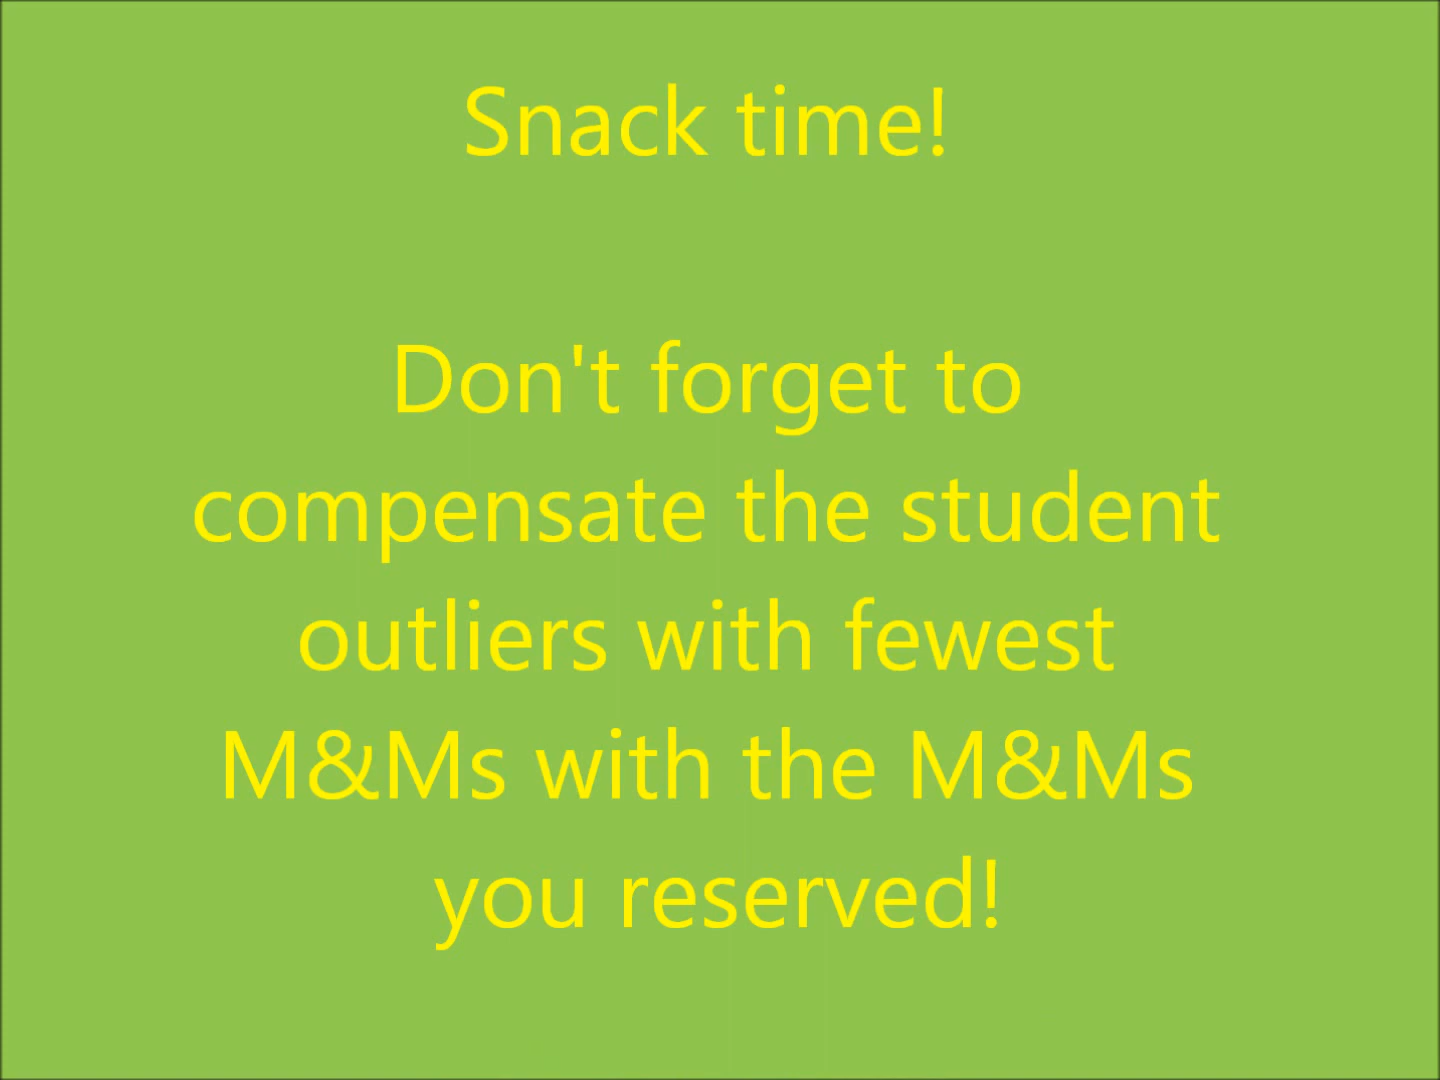 Snack time!
Don't forget to
compensate the student
outliers with fewest
M&Ms with the M&Ms
you reserved!